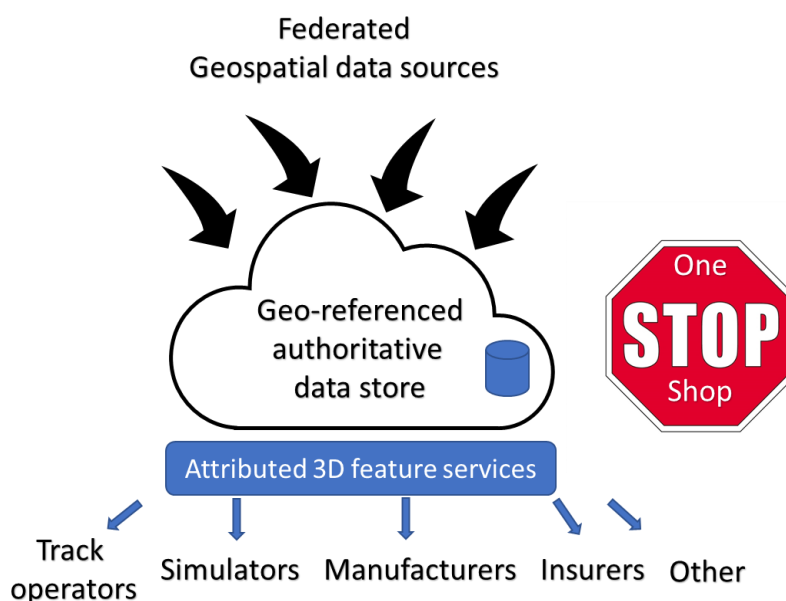 Federated
Geospatial data sources
Geo-referenced
authoritative
data store
One
STOP
Shop
Attributed 3D feature services
Track
operators
Simulators
Manufacturers
Insurers
Other